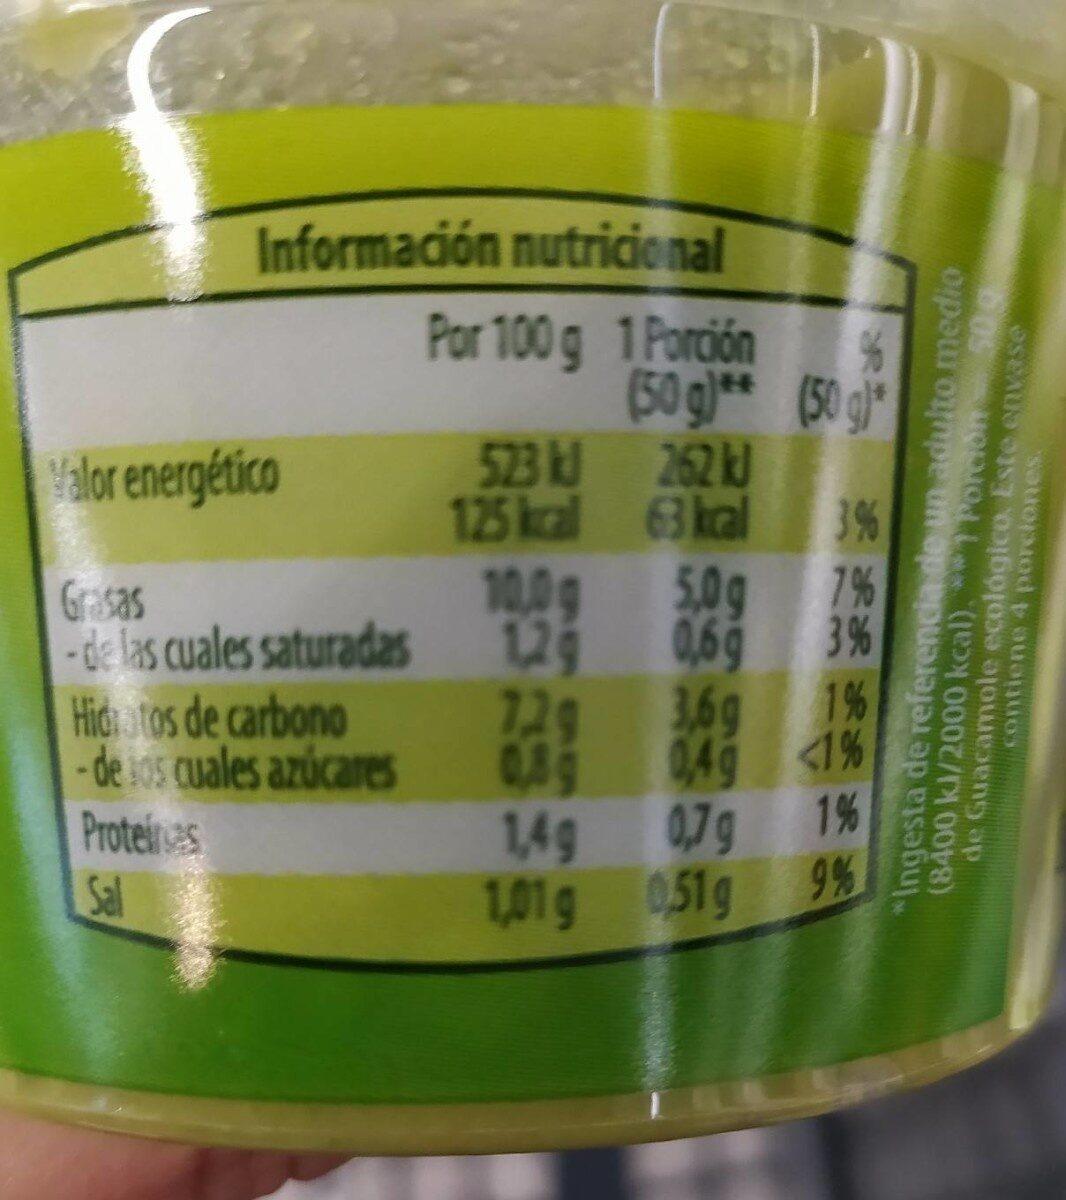 Información nutricional
Por 100 g 1 Porción %
(50 g)** (50 g)*
Valor energético 523 kJ 262 kJ
125 kcal 63 kcal 3%
Grasas 10,0 g 5,0 g 7%
- de las cuales saturadas 1,2 g 0,6 g 3%
Hidratos de carbono 7,2 g 3,6 g 1%
- de los cuales azúcares 0,8 g 0,4 g <1%
Proteínas 1,4 g 0,7 g 1%
Sal 1,01 g 0,51 g 9%
*Ingesta de referencia de un adulto medio
(8400 kJ/2000 kcal). **1 Porción = 50 g
de Guacamole ecológico. Este envase
contiene 4 porciones.